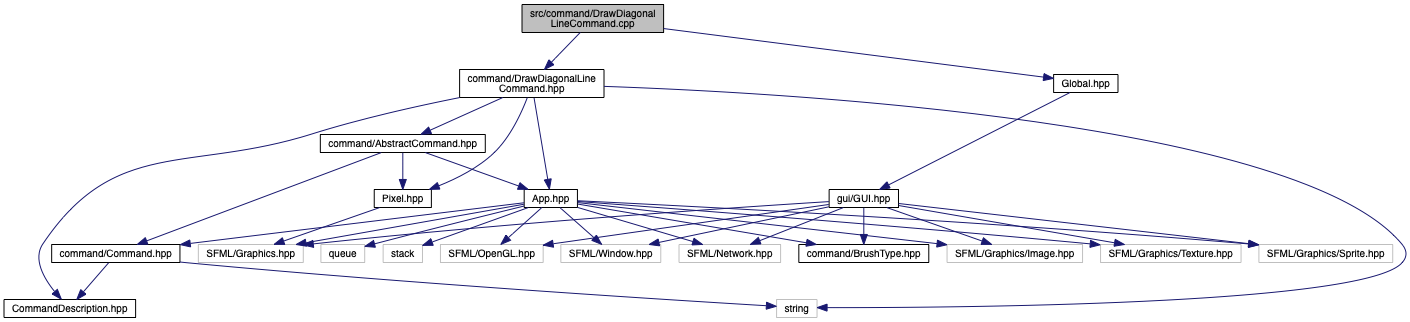 src/command/DrawDiagonal
LineCommand.cpp
command/DrawDiagonalLine
Command.hpp
Global.hpp
command/AbstractCommand.hpp
Pixel.hpp
App.hpp
gui/GUI.hpp
command/Command.hpp
SFML/Graphics.hpp
queue
stack
SFML/OpenGL.hpp
SFML/Window.hpp
SFML/Network.hpp
command/BrushType.hpp
SFML/Graphics/Image.hpp
SFML/Graphics/Texture.hpp
SFML/Graphics/Sprite.hpp
CommandDescription.hpp
string